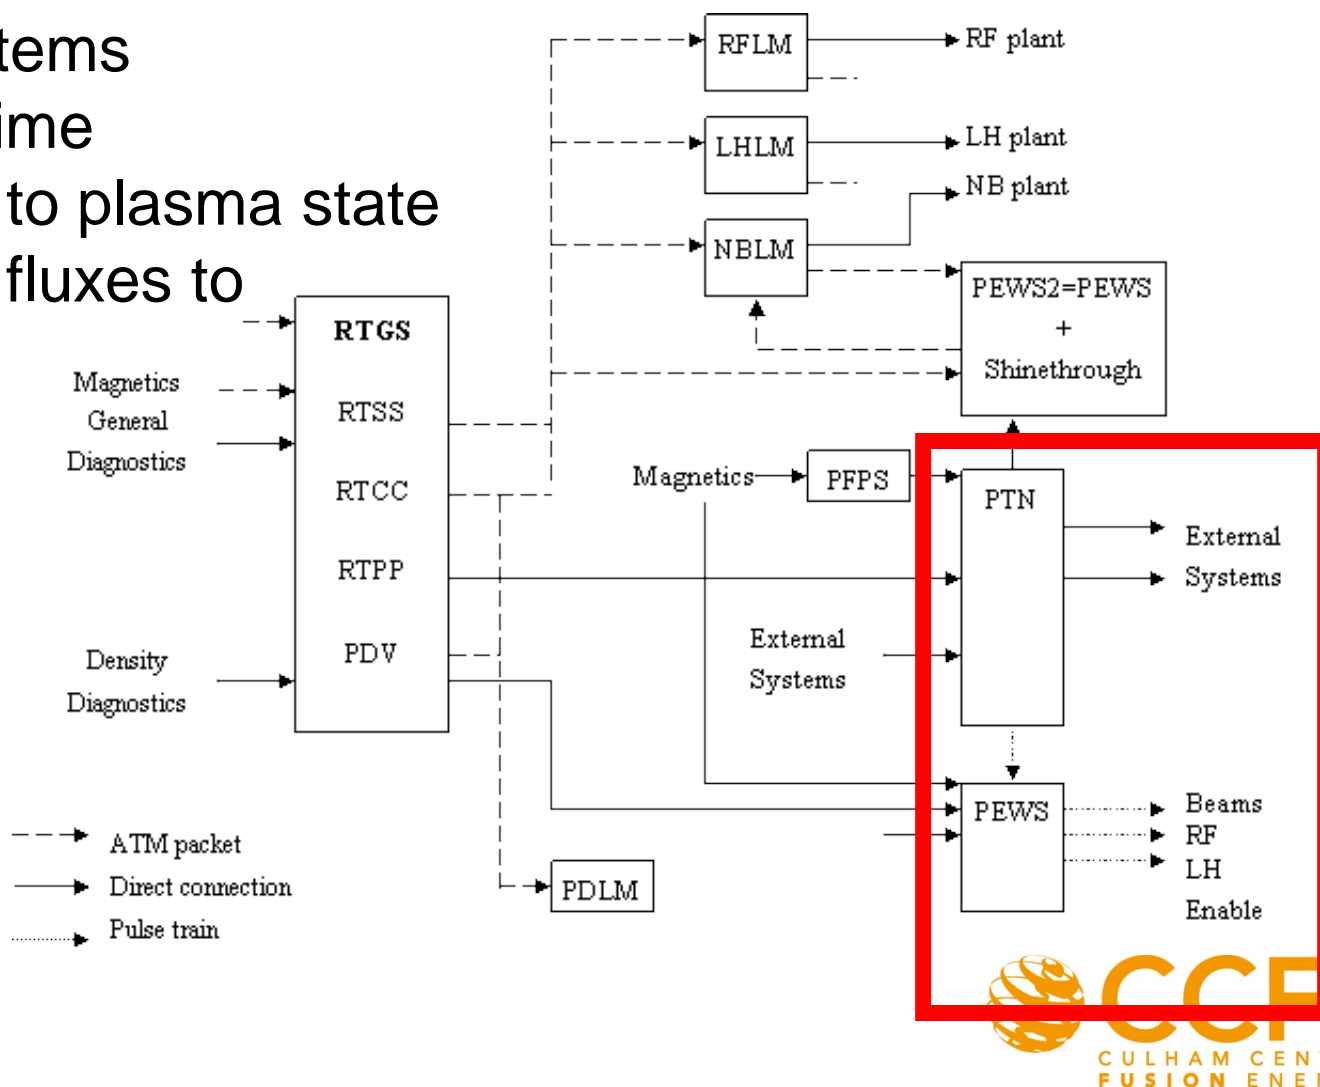 tems
ime
to plasma state
fluxes to
RFLM
RF plant
LHLM
LH plant
NB plant
NBLM
PEWS2=PEWS
+
Shinethrough
RTGS
RTSS
RTCC
RTPP
PDV
Magnetics
General
Diagnostics
Density
Diagnostics
Magnetics
PFPS
PTN
External
Systems
External
Systems
PEWS
Beams
RF
LH
Enable
PDLM
ATM packet
Direct connection
Pulse train
CCF
CULHAM CEN
FUSION ENE